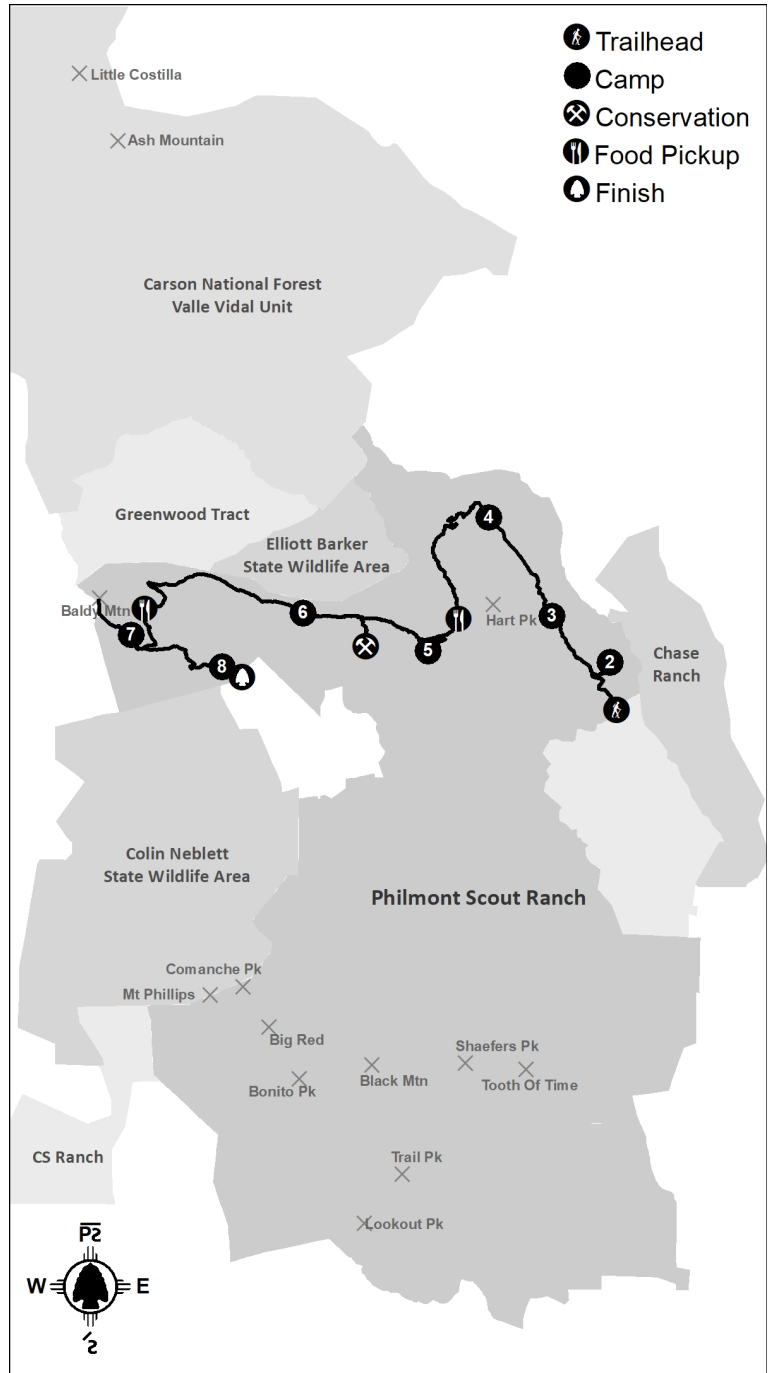 Trailhead
Camp
Conservation
Food Pickup
Finish
Little Costilla
Ash Mountain
Carson National Forest
Valle Vidal Unit
Greenwood Tract
Elliott Barker
State Wildlife Area
4
Baldy Mtn
6
Hart Pk
3
7
5
2
8
Chase
Ranch
Colin Neblett
State Wildlife Area
Philmont Scout Ranch
Comanche Pk
Mt Phillips
Big Red
Bonito Pk
Black Mtn
Shaefers Pk
Tooth Of Time
CS Ranch
Trail Pk
Lookout Pk
W
E